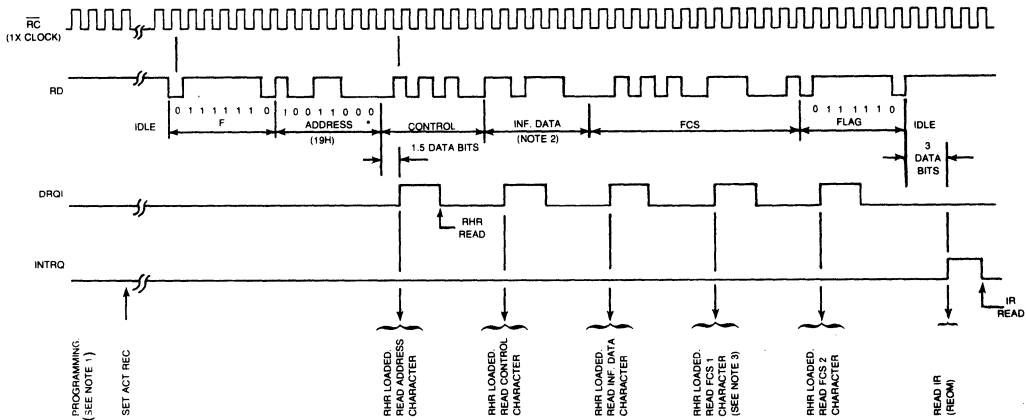 RC
(1X CLOCK)
RD
0 1 1 1 1 1 1 0
1 0 0 1 1 0 0 0
*
0 1 1 1 1 1 1 0
IDLE
F
ADDRESS
(19H)
CONTROL
INF. DATA
(NOTE 2)
FCS
FLAG
IDLE
1.5 DATA BITS
3
DATA
BITS
DRQI
RHR
READ
INTRQ
IR
READ
PROGRAMMING.
(SEE NOTE 1)
SET ACT REC
RHR LOADED.
READ ADDRESS
CHARACTER
RHR LOADED.
READ CONTROL
CHARACTER
RHR LOADED.
READ INF. DATA
CHARACTER
RHR LOADED.
READ FCS 1
CHARACTER
(SEE NOTE 3)
RHR LOADED.
READ FCS 2
CHARACTER
READ IR
(REOM)